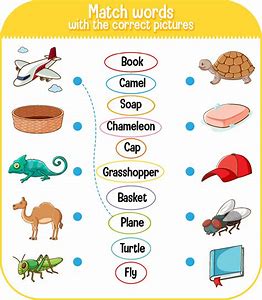 Match words
with the correct pictures
Book
Camel
Soap
Chameleon
Cap
Grasshopper
Basket
Plane
Turtle
Fly